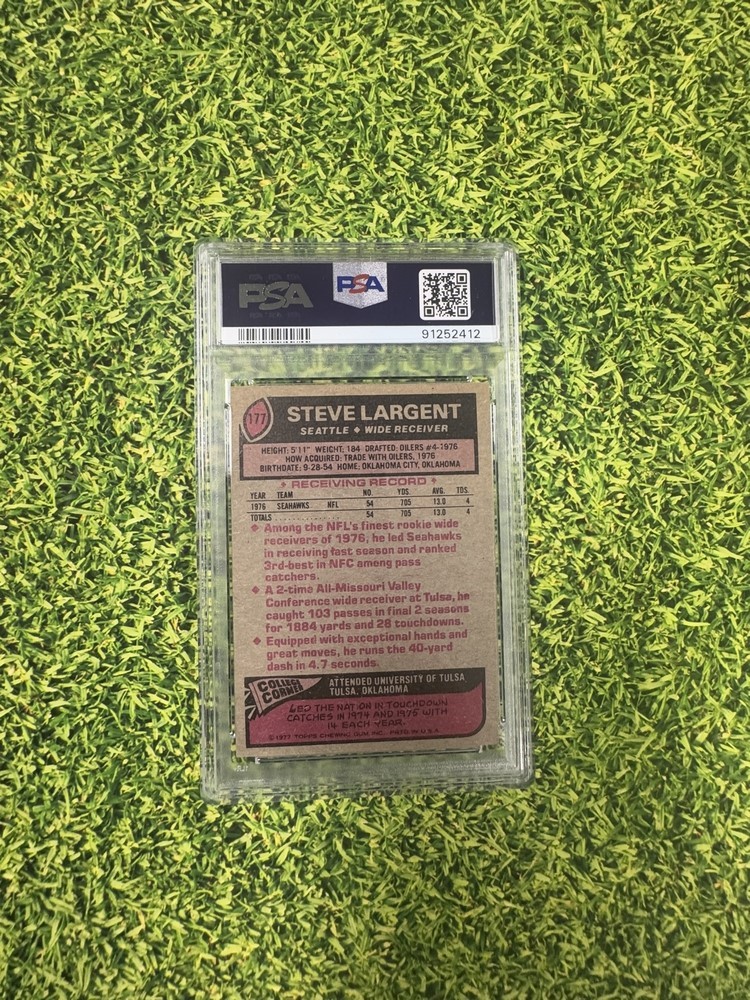 PSA
PSA
91252412
177
STEVE LARGENT
SEATTLE ◆ WIDE RECEIVER
HEIGHT: 5'11" WEIGHT: 184 DRAFTED: OILERS #4-1976
HOW ACQUIRED: TRADE WITH OILERS, 1976
BIRTHDATE: 9-28-54 HOME: OKLAHOMA CITY, OKLAHOMA
◆ RECEIVING RECORD ◆
YEAR TEAM NO. YDS. AVG. TDS.
1976 SEAHAWKS NFL 54 705 13.0 4
TOTALS 54 705 13.0 4
◆ Among the NFL's finest rookie wide
receivers of 1976, he led Seahawks
in receiving last season and ranked
3rd-best in NFC among pass
catchers.
◆ A 2-time All-Missouri Valley
Conference wide receiver at Tulsa, he
caught 103 passes in final 2 seasons
for 1884 yards and 28 touchdowns.
◆ Equipped with exceptional hands and
great moves, he runs the 40-yard
dash in 4.7 seconds.
COLLEGE
CORNER
ATTENDED UNIVERSITY OF TULSA
TULSA, OKLAHOMA
LED THE NATION IN TOUCHDOWN
CATCHES IN 1974 AND 1975 WITH
14 EACH YEAR.
© 1977 TOPPS CHEWING GUM, INC. PRTD IN U.S.A.